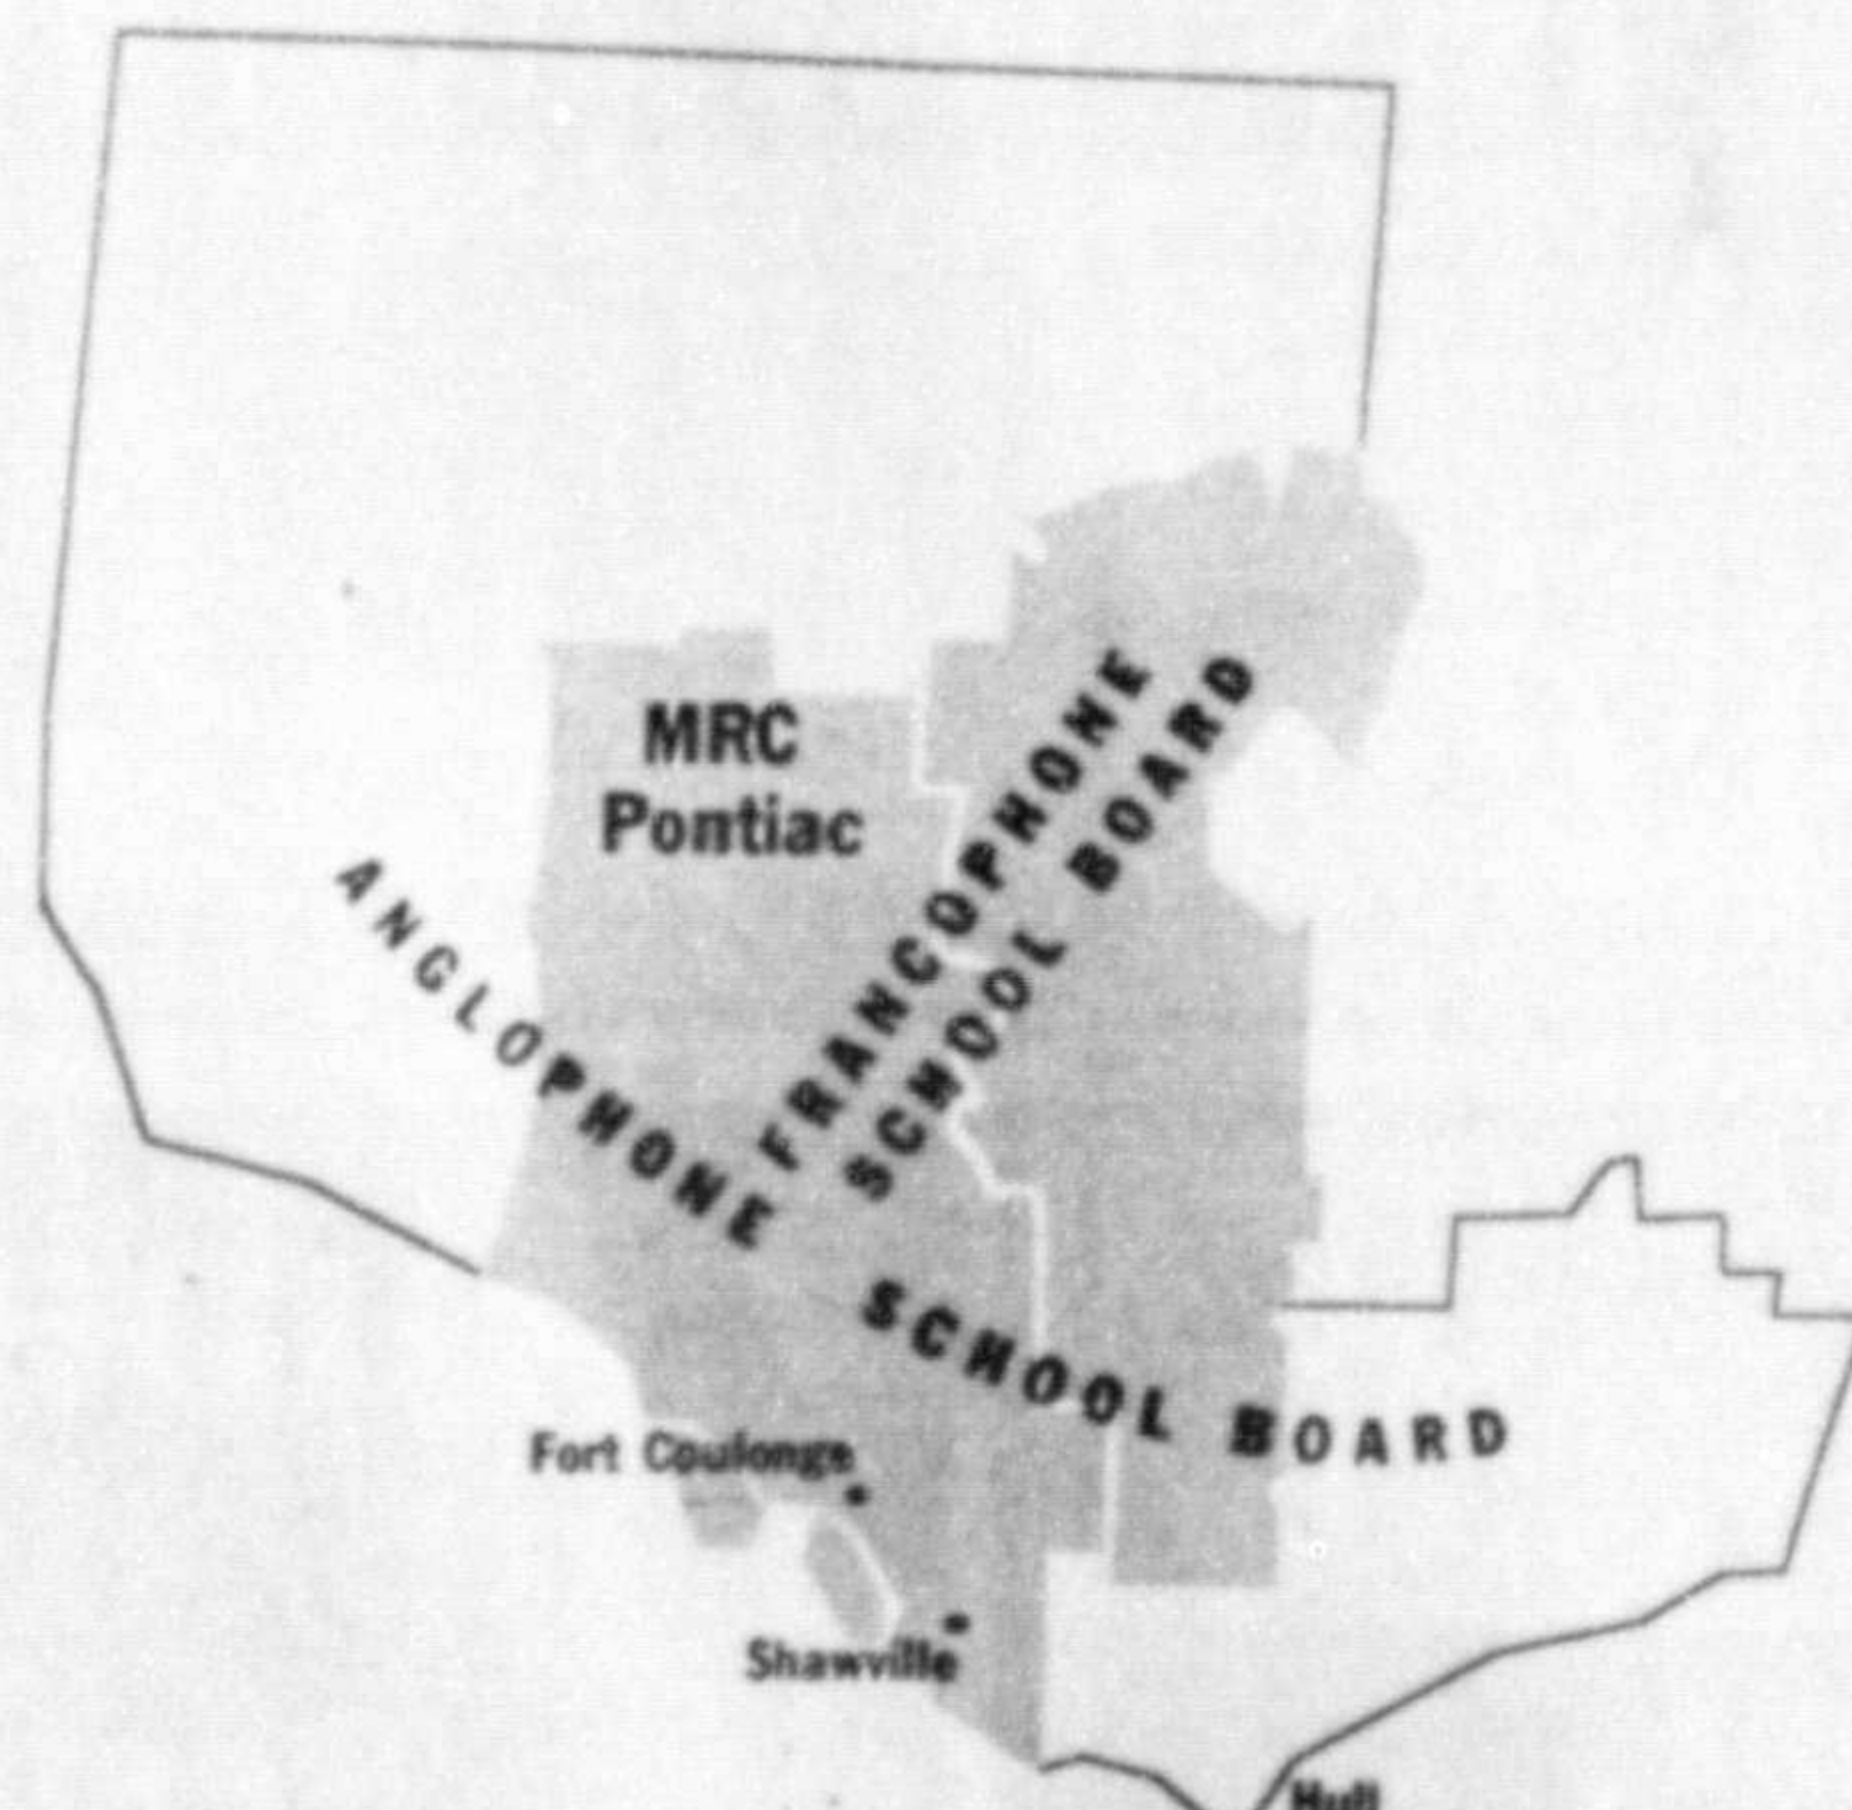 MRC
Pontiac
FRANCOPHONE
SCHOOL BOARD
ANGLOPHONE SCHOOL BOARD
Fort Coulonge
Shawville
Hull